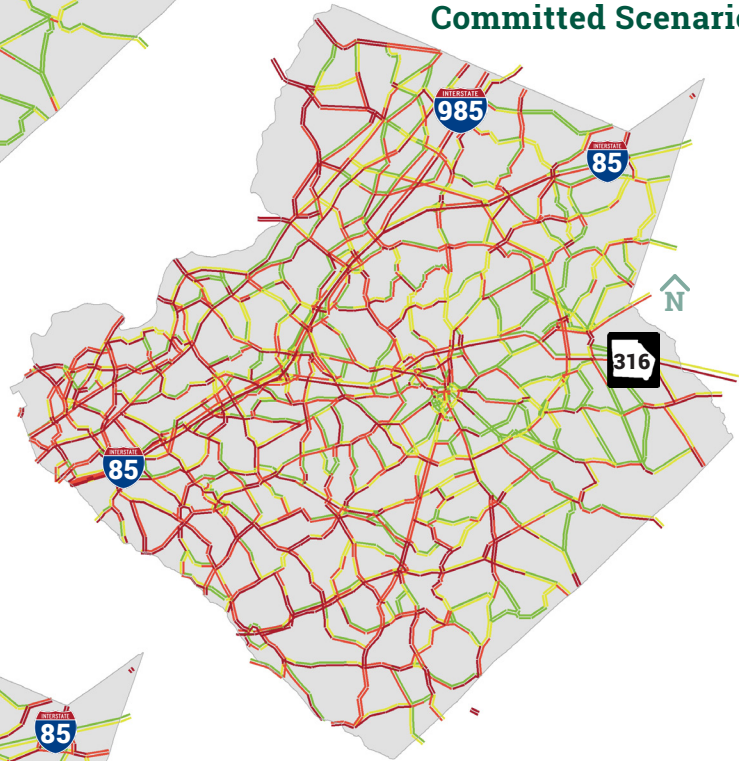 Committed Scenario
INTERSTATE
985
INTERSTATE
85
N
316
INTERSTATE
85
INTERSTATE
85